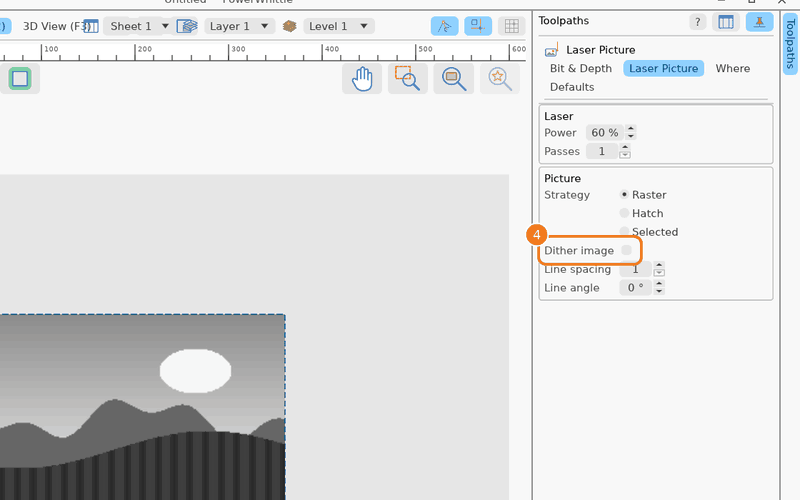 3D View (F3) Sheet 1 Layer 1 Level 1
100 200 300 400 500 600
Toolpaths ?
Toolpaths
Laser Picture
Bit & Depth Laser Picture Where
Defaults
Laser
Power 60 %
Passes 1
Picture
Strategy Raster
Hatch
4 Selected
Dither image
Line spacing 1
Line angle 0 °